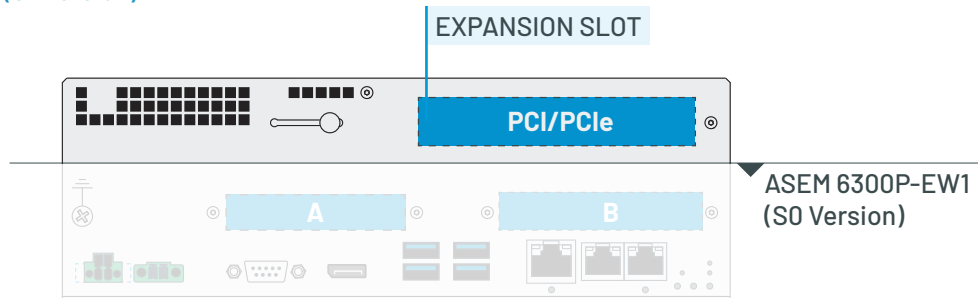 EXPANSION SLOT
PCI/PCIe
ASEM 6300P-EW1
(S0 Version)
A
B